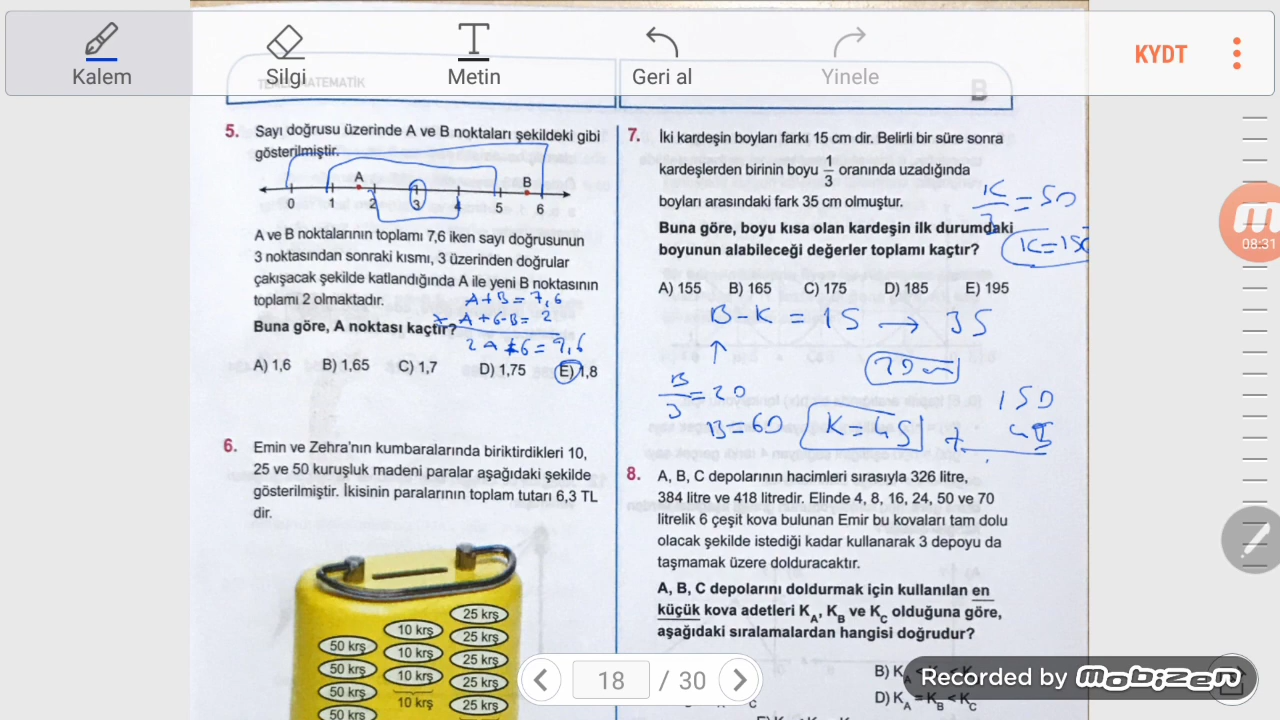 Kalem
Silgi
Metin
Geri al
Yinele
KYDT
TEMEL MATEMATİK
B
5. Sayı doğrusu üzerinde A ve B noktaları şekildeki gibi
gösterilmiştir.
A B
0 1 2 3 4 5 6
A ve B noktalarının toplamı 7,6 iken sayı doğrusunun
3 noktasından sonraki kısmı, 3 üzerinden doğrular
çakışacak şekilde katlandığında A ile yeni B noktasının
toplamı 2 olmaktadır.
A+B=7,6
Buna göre, A noktası kaçtır?
+ A+6-B=2
2A+6=9,6
A) 1,6 B) 1,65 C) 1,7 D) 1,75 E) 1,8
6. Emin ve Zehra'nın kumbaralarında biriktirdikleri 10,
25 ve 50 kuruşluk madeni paralar aşağıdaki şekilde
gösterilmiştir. İkisinin paralarının toplam tutarı 6,3 TL
dir.
25 krş
10 krş 25 krş
50 krş 10 krş 25 krş
50 krş 10 krş 25 krş
50 krş 10 krş 25 krş
50 krş
7. İki kardeşin boyları farkı 15 cm dir. Belirli bir süre sonra
kardeşlerden birinin boyu 1/3 oranında uzadığında
boyları arasındaki fark 35 cm olmuştur.
K/3=50
Buna göre, boyu kısa olan kardeşin ilk durumdaki
boyunun alabileceği değerler toplamı kaçtır?
K=150
A) 155 B) 165 C) 175 D) 185 E) 195
B-K=15 → 35
↑
B/3=20
B=60 K=45
150
+ 45
8. A, B, C depolarının hacimleri sırasıyla 326 litre,
384 litre ve 418 litredir. Elinde 4, 8, 16, 24, 50 ve 70
litrelik 6 çeşit kova bulunan Emir bu kovaları tam dolu
olacak şekilde istediği kadar kullanarak 3 depoyu da
taşmamak üzere dolduracaktır.
A, B, C depolarını doldurmak için kullanılan en
küçük kova adetleri KA, KB ve KC olduğuna göre,
aşağıdaki sıralamalardan hangisi doğrudur?
D) KA = KB < KC
08:31
18 / 30
Recorded by mobizen